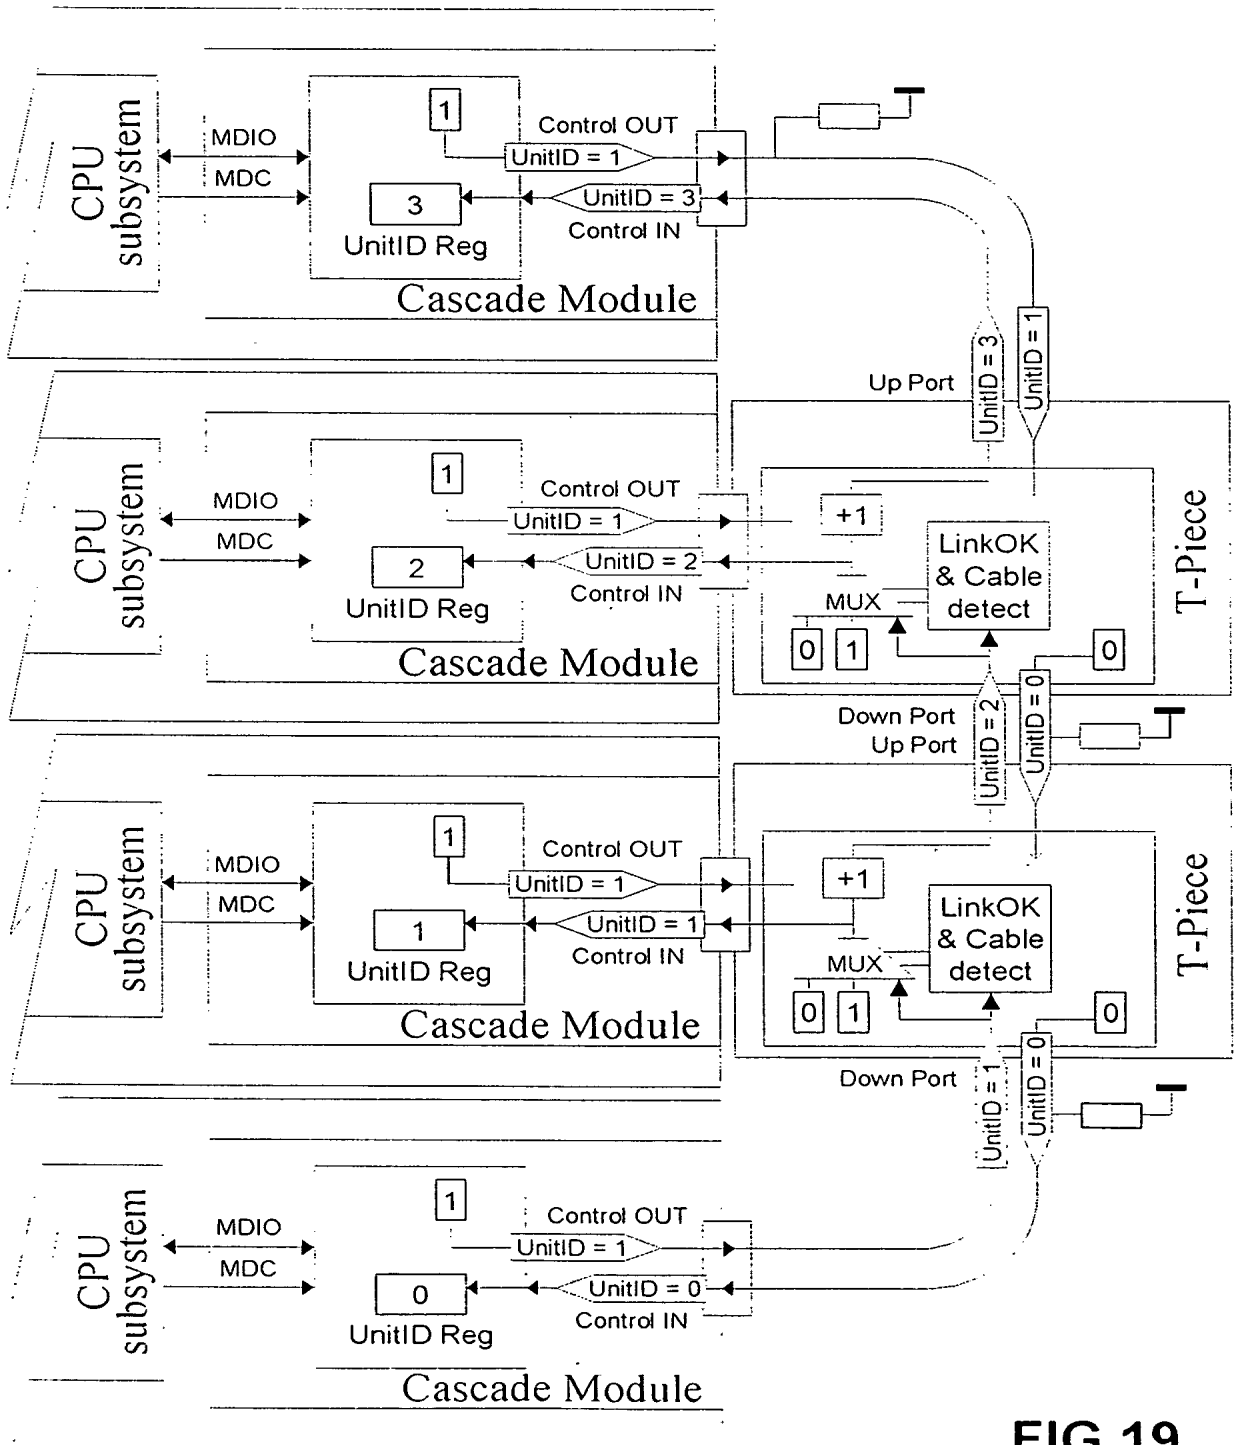 CPU
subsystem
MDIO
MDC
1
3
UnitID Reg
Control OUT
UnitID = 1
UnitID = 3
Control IN
Cascade Module
UnitID = 3
UnitID = 1
Up Port
CPU
subsystem
MDIO
MDC
1
2
UnitID Reg
Control OUT
UnitID = 1
UnitID = 2
Control IN
Cascade Module
+1
LinkOK
& Cable
detect
MUX
0
1
0
T-Piece
Down Port
Up Port
UnitID = 2
UnitID = 0
CPU
subsystem
MDIO
MDC
1
1
UnitID Reg
Control OUT
UnitID = 1
UnitID = 1
Control IN
Cascade Module
+1
LinkOK
& Cable
detect
MUX
0
1
0
T-Piece
Down Port
UnitID = 1
UnitID = 0
CPU
subsystem
MDIO
MDC
1
0
UnitID Reg
Control OUT
UnitID = 1
UnitID = 0
Control IN
Cascade Module
FIG 19